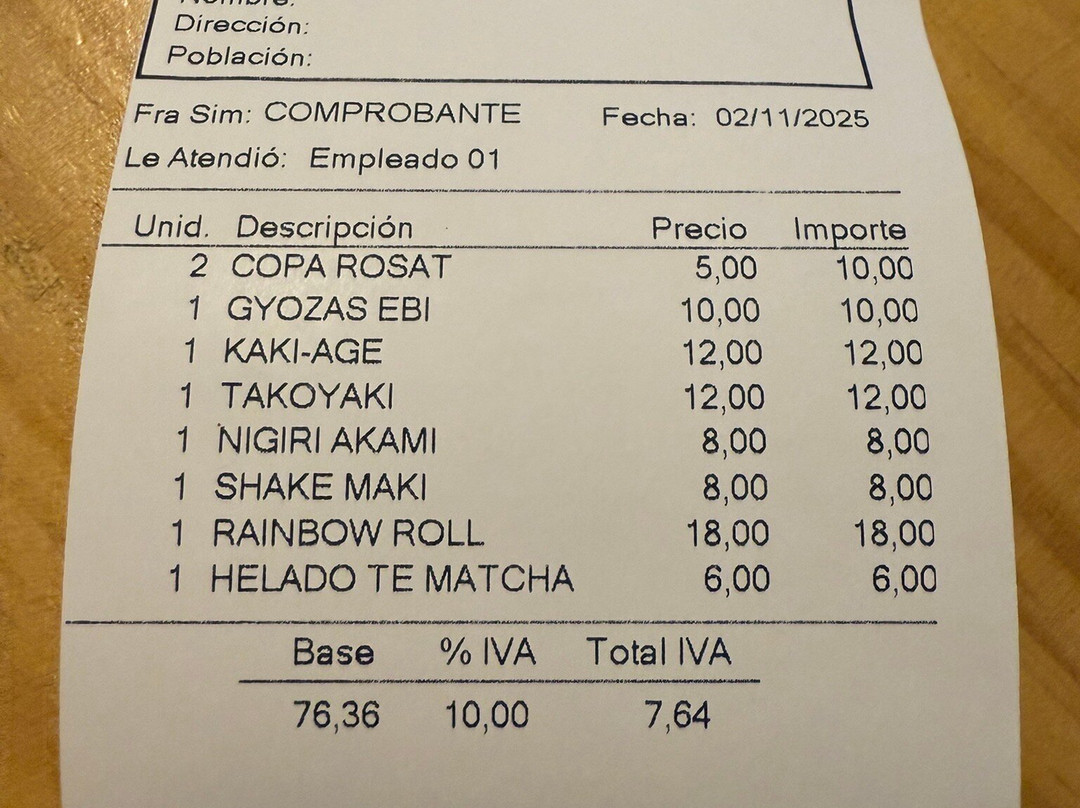 Nombre:
Dirección:
Población:
Fra Sim: COMPROBANTE Fecha: 02/11/2025
Le Atendió: Empleado 01
Unid. Descripción Precio Importe
2 COPA ROSAT 5,00 10,00
1 GYOZAS EBI 10,00 10,00
1 KAKI-AGE 12,00 12,00
1 TAKOYAKI 12,00 12,00
1 NIGIRI AKAMI 8,00 8,00
1 SHAKE MAKI 8,00 8,00
1 RAINBOW ROLL 18,00 18,00
1 HELADO TE MATCHA 6,00 6,00
Base % IVA Total IVA
76,36 10,00 7,64